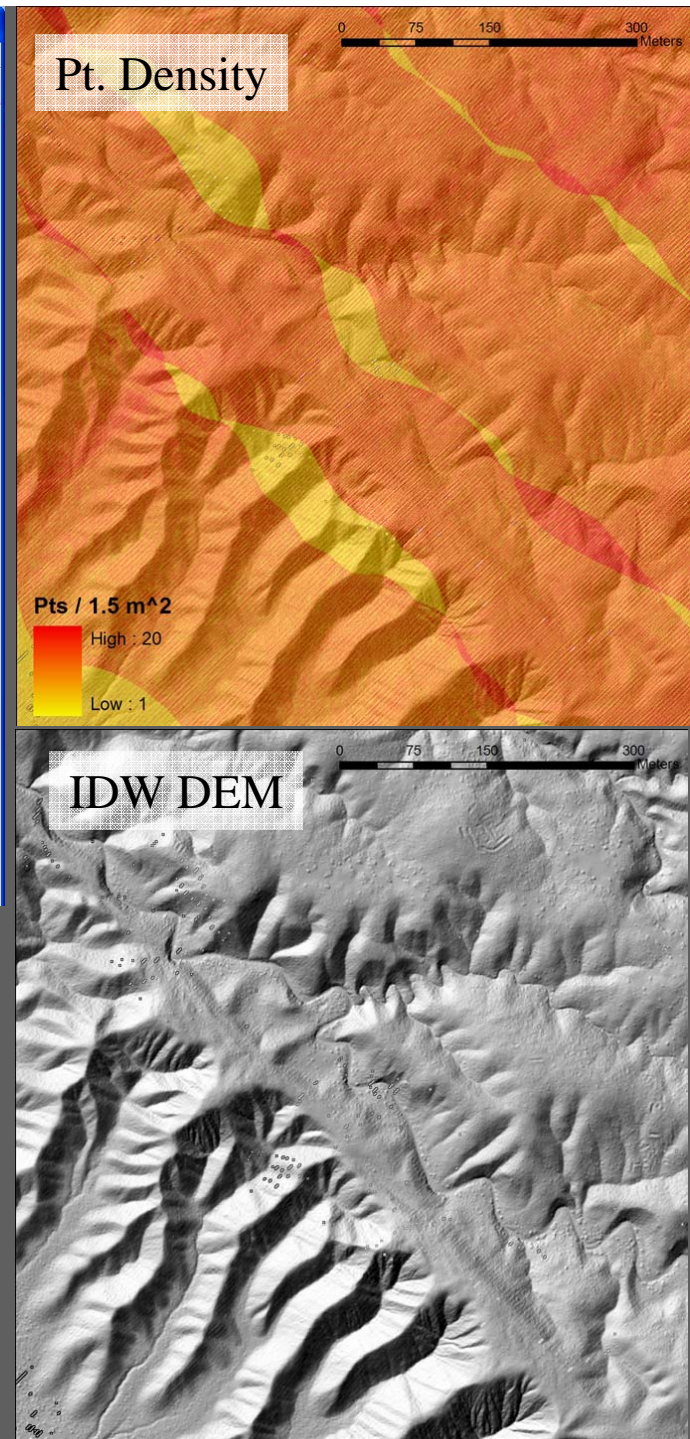 Pt. Density
0 75 150 300
Meters
Pts / 1.5 m^2
High : 20
Low : 1
IDW DEM
0 75 150 300
Meters